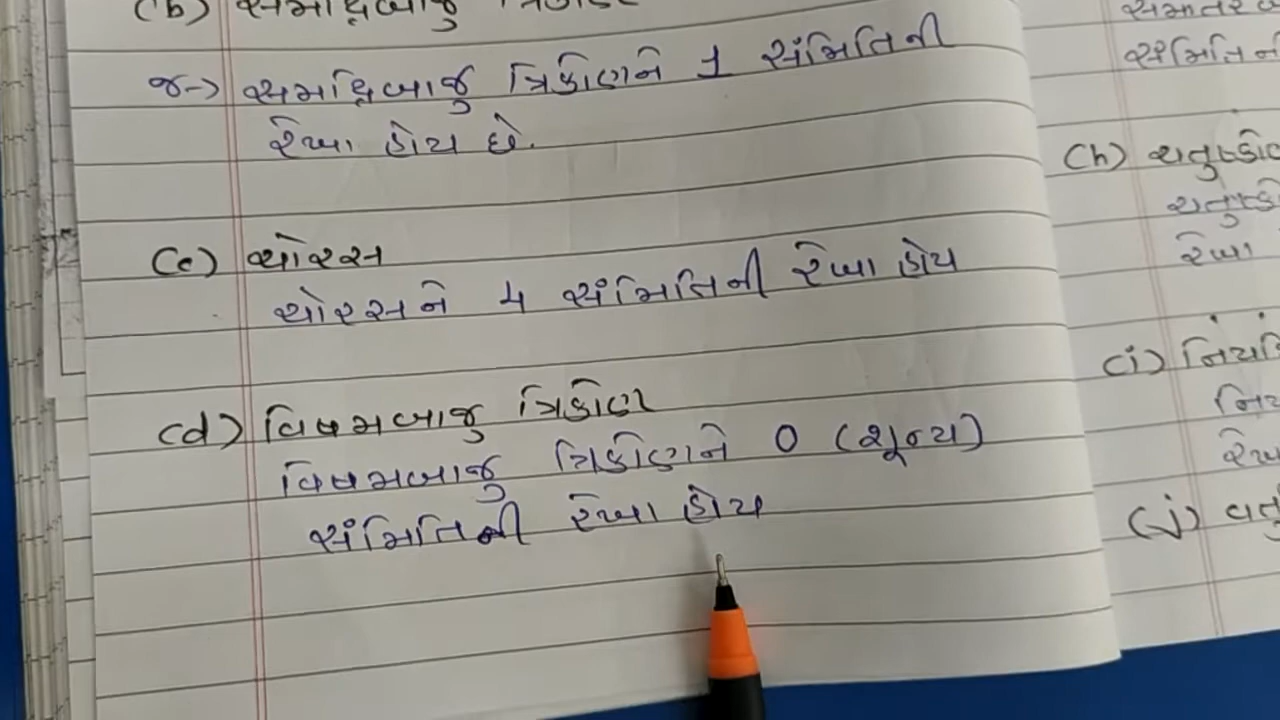 (b) સમદ્વિબાજુ
જ→ સમદ્વિબાજુ ત્રિકોણને 1 સંમિતિની
રેખા હોય છે.
(c) ચોરસ
ચોરસને 4 સંમિતિની રેખા હોય
(d) વિષમબાજુ ત્રિકોણ
વિષમબાજુ ત્રિકોણને 0 (શૂન્ય)
સંમિતિની રેખા હોય
(h)
રેખા
(i)
(j)